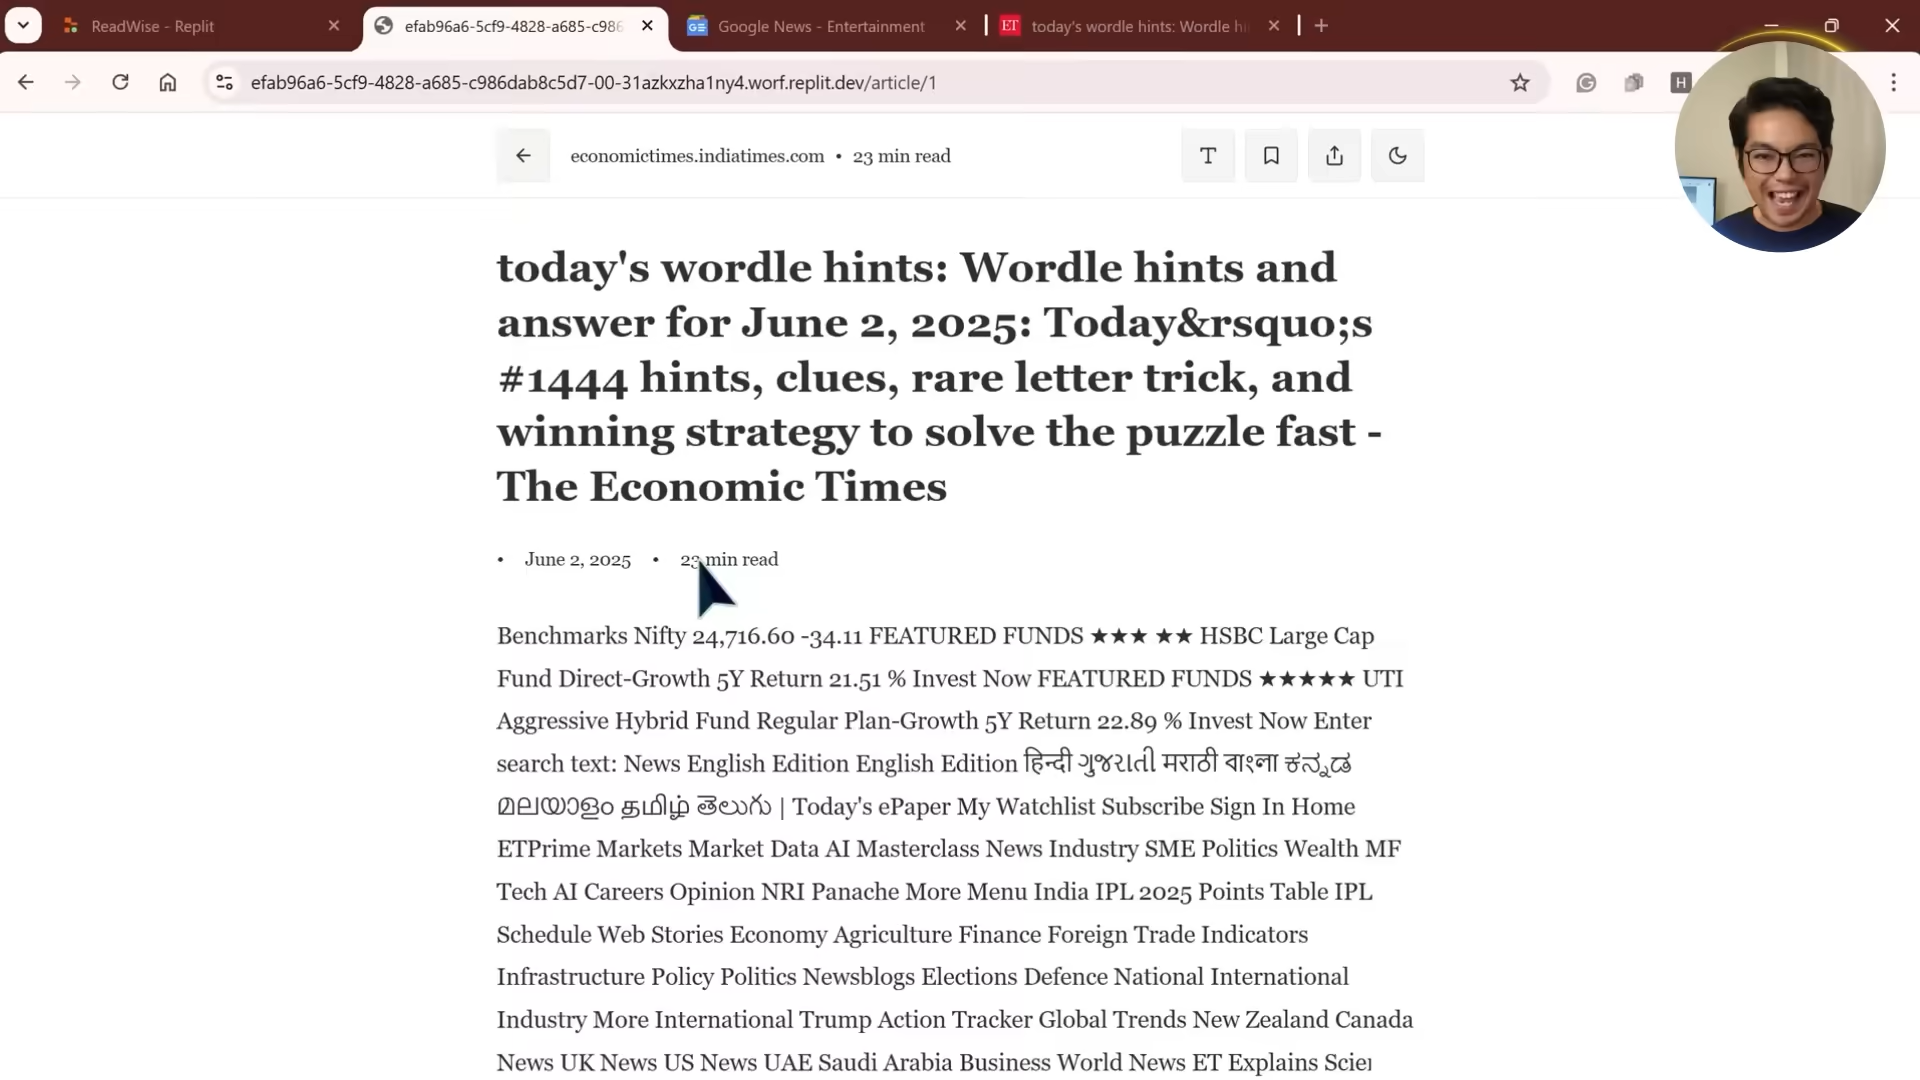 ReadWise - Replit
efab96a6-5cf9-4828-a685-c986
Google News - Entertainment
ET
today's wordle hints: Wordle hi
efab96a6-5cf9-4828-a685-c986dab8c5d7-00-31azkxzha1ny4.worf.replit.dev/article/1
H
economictimes.indiatimes.com • 23 min read
T
today's wordle hints: Wordle hints and
answer for June 2, 2025: Today&rsquo;s
#1444 hints, clues, rare letter trick, and
winning strategy to solve the puzzle fast -
The Economic Times
• June 2, 2025 • 23 min read
Benchmarks Nifty 24,716.60 -34.11 FEATURED FUNDS ★★★ ★★ HSBC Large Cap
Fund Direct-Growth 5Y Return 21.51 % Invest Now FEATURED FUNDS ★★★★★ UTI
Aggressive Hybrid Fund Regular Plan-Growth 5Y Return 22.89 % Invest Now Enter
search text: News English Edition English Edition हिन्दी ગુજરાતી मराठी বাংলা ಕನ್ನಡ
മലയാളം தமிழ் తెలుగు | Today's ePaper My Watchlist Subscribe Sign In Home
ETPrime Markets Market Data AI Masterclass News Industry SME Politics Wealth MF
Tech AI Careers Opinion NRI Panache More Menu India IPL 2025 Points Table IPL
Schedule Web Stories Economy Agriculture Finance Foreign Trade Indicators
Infrastructure Policy Politics Newsblogs Elections Defence National International
Industry More International Trump Action Tracker Global Trends New Zealand Canada
News UK News US News UAE Saudi Arabia Business World News ET Explains Scie